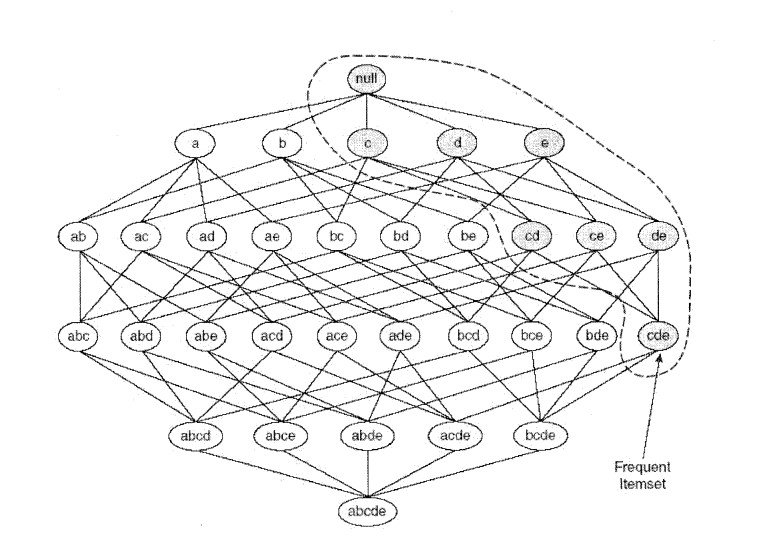 null
a b c d e
ab ac ad ae bc bd be cd ce de
abc abd abe acd ace ade bcd bce bde cde
abcd abce abde acde bcde
Frequent
Itemset
abcde